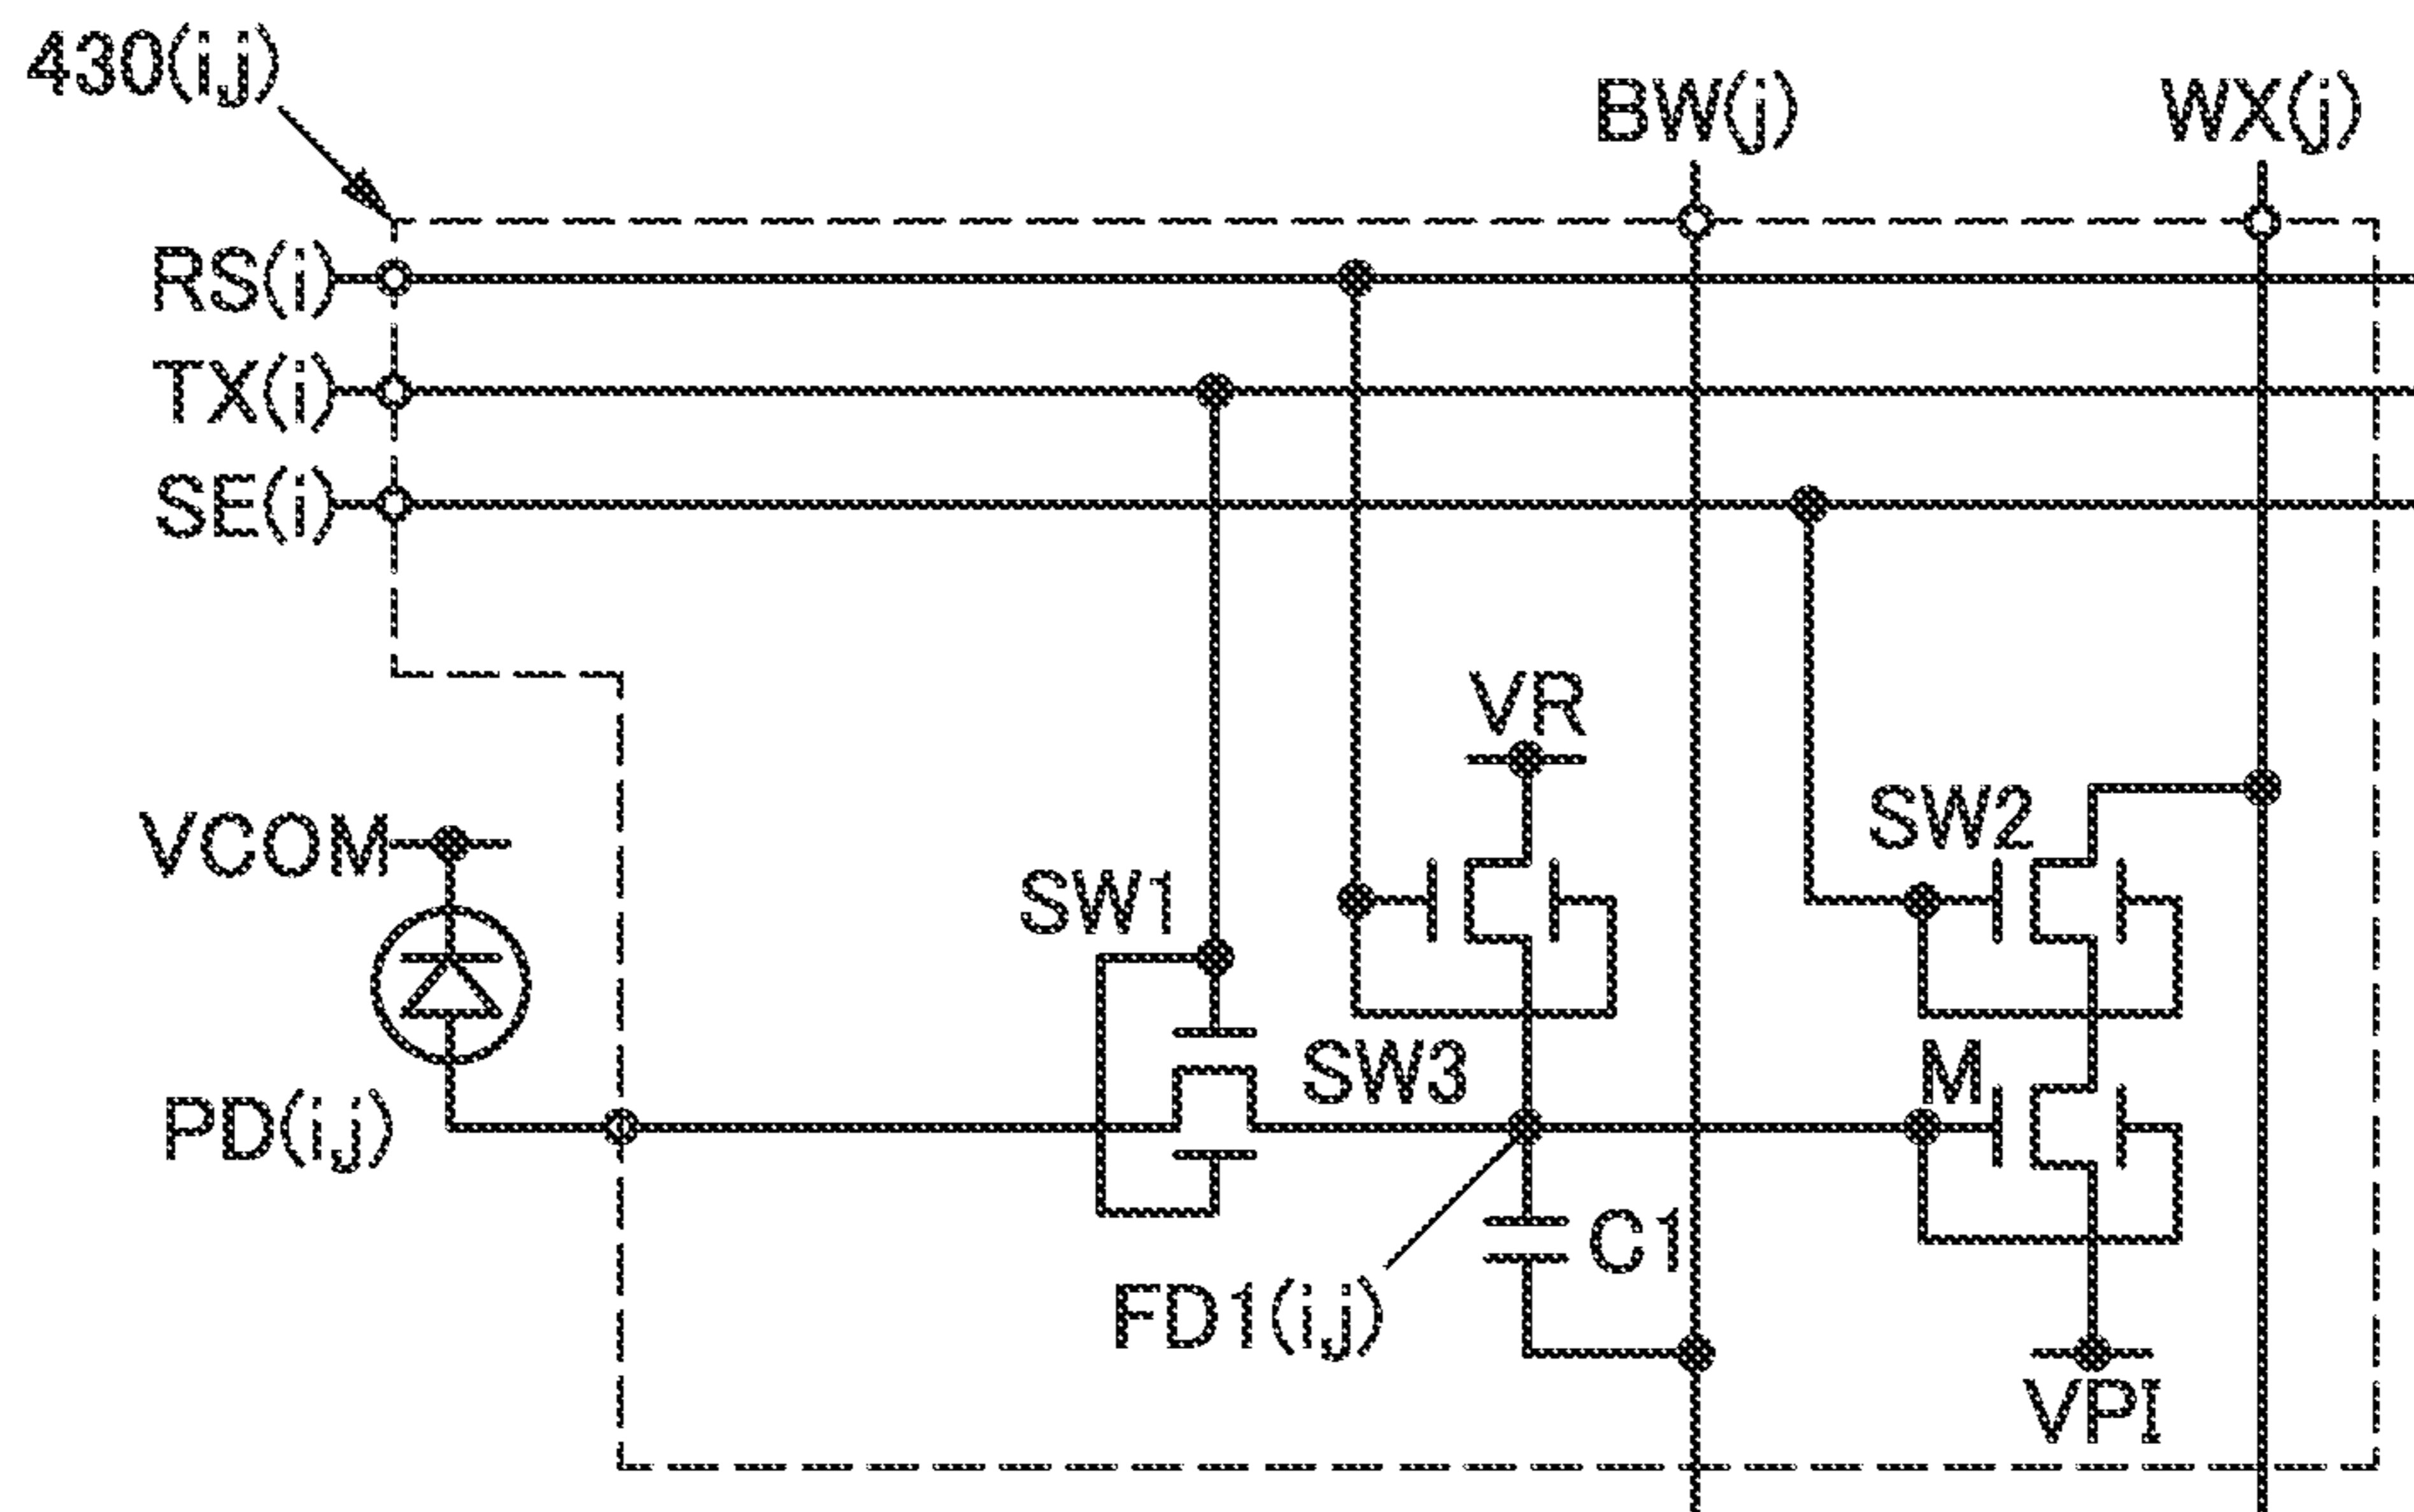 430(i,j)
BW(j)
WX(j)
RS(i)
TX(i)
SE(i)
VR
VCOM
SW1
SW2
SW3
M
PD(i,j)
C1
FD1(i,j)
VPI